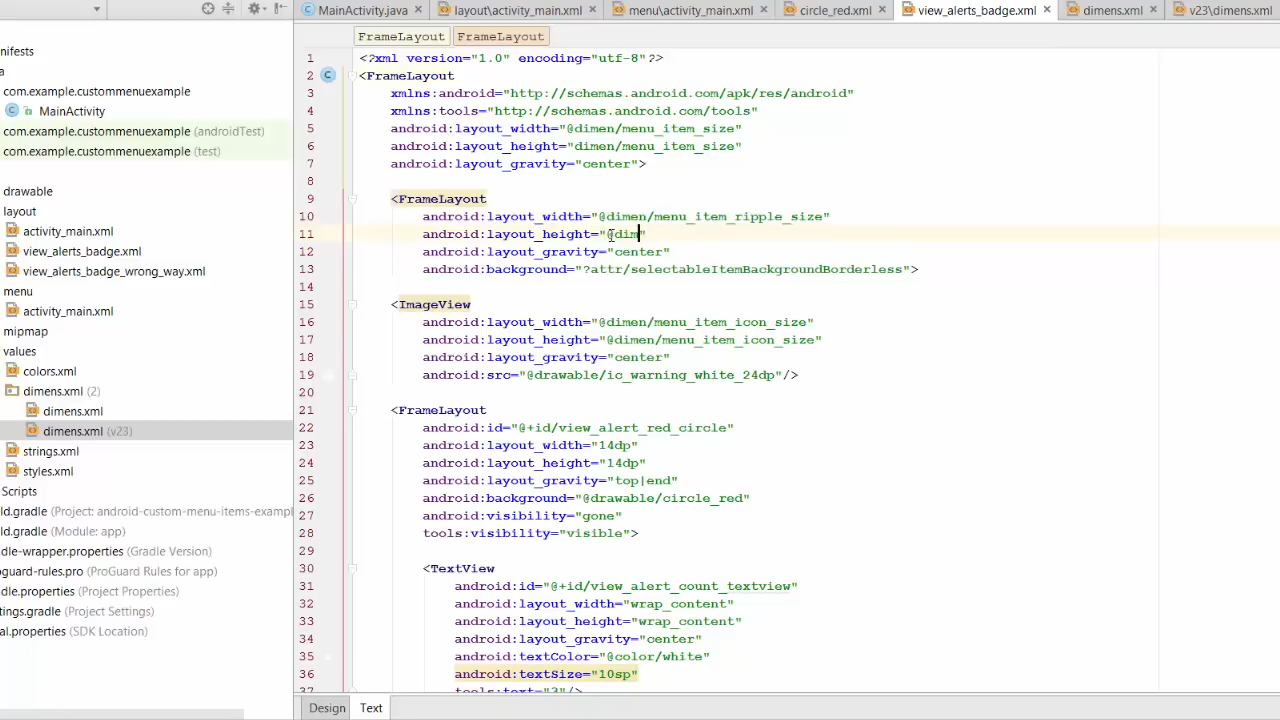 MainActivity.java
layout\activity_main.xml
menu\activity_main.xml
circle_red.xml
view_alerts_badge.xml
dimens.xml
v23\dimens.xml
FrameLayout FrameLayout
nifests
a
com.example.custommenuexample
MainActivity
com.example.custommenuexample (androidTest)
com.example.custommenuexample (test)
drawable
layout
activity_main.xml
view_alerts_badge.xml
view_alerts_badge_wrong_way.xml
menu
activity_main.xml
mipmap
values
colors.xml
dimens.xml (2)
dimens.xml
dimens.xml (v23)
strings.xml
styles.xml
Scripts
ld.gradle (Project: android-custom-menu-items-exampl
ld.gradle (Module: app)
dle-wrapper.properties (Gradle Version)
guard-rules.pro (ProGuard Rules for app)
dle.properties (Project Properties)
tings.gradle (Project Settings)
al.properties (SDK Location)
1 <?xml version="1.0" encoding="utf-8"?>
2 <FrameLayout
3 xmlns:android="http://schemas.android.com/apk/res/android"
4 xmlns:tools="http://schemas.android.com/tools"
5 android:layout_width="@dimen/menu_item_size"
6 android:layout_height="dimen/menu_item_size"
7 android:layout_gravity="center">
8
9 <FrameLayout
10 android:layout_width="@dimen/menu_item_ripple_size"
11 android:layout_height="@dim"
12 android:layout_gravity="center"
13 android:background="?attr/selectableItemBackgroundBorderless">
14
15 <ImageView
16 android:layout_width="@dimen/menu_item_icon_size"
17 android:layout_height="@dimen/menu_item_icon_size"
18 android:layout_gravity="center"
19 android:src="@drawable/ic_warning_white_24dp"/>
20
21 <FrameLayout
22 android:id="@+id/view_alert_red_circle"
23 android:layout_width="14dp"
24 android:layout_height="14dp"
25 android:layout_gravity="top|end"
26 android:background="@drawable/circle_red"
27 android:visibility="gone"
28 tools:visibility="visible">
29
30 <TextView
31 android:id="@+id/view_alert_count_textview"
32 android:layout_width="wrap_content"
33 android:layout_height="wrap_content"
34 android:layout_gravity="center"
35 android:textColor="@color/white"
36 android:textSize="10sp"
37 tools:text="3"/>
Design Text